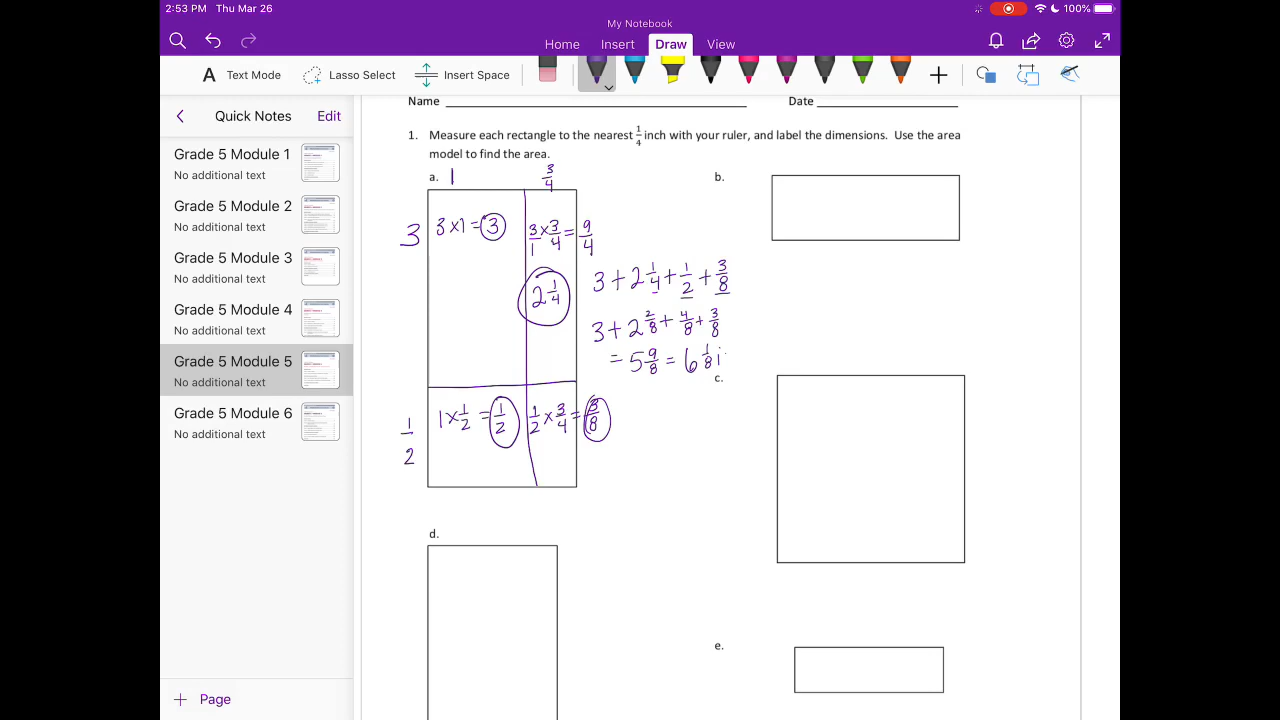 2:53 PM Thu Mar 26
100%
My Notebook
Home Insert Draw View
A Text Mode Lasso Select Insert Space
Quick Notes Edit
Grade 5 Module 1
No additional text
Grade 5 Module 2
No additional text
Grade 5 Module 3
No additional text
Grade 5 Module 4
No additional text
Grade 5 Module 5
No additional text
Grade 5 Module 6
No additional text
Page
Name Date
1. Measure each rectangle to the nearest 1/4 inch with your ruler, and label the dimensions. Use the area
model to find the area.
a. 1 3/4 b.
3 3 x 1 = 3 3/1 x 3/4 = 9/4
2 1/4
3 + 2 1/4 + 1/2 + 3/8
3 + 2 2/8 + 4/8 + 3/8
= 5 9/8 = 6 1/8 i
c.
1/2 1 x 1/2 = 1/2 1/2 x 3/4 = 3/8
d.
e.